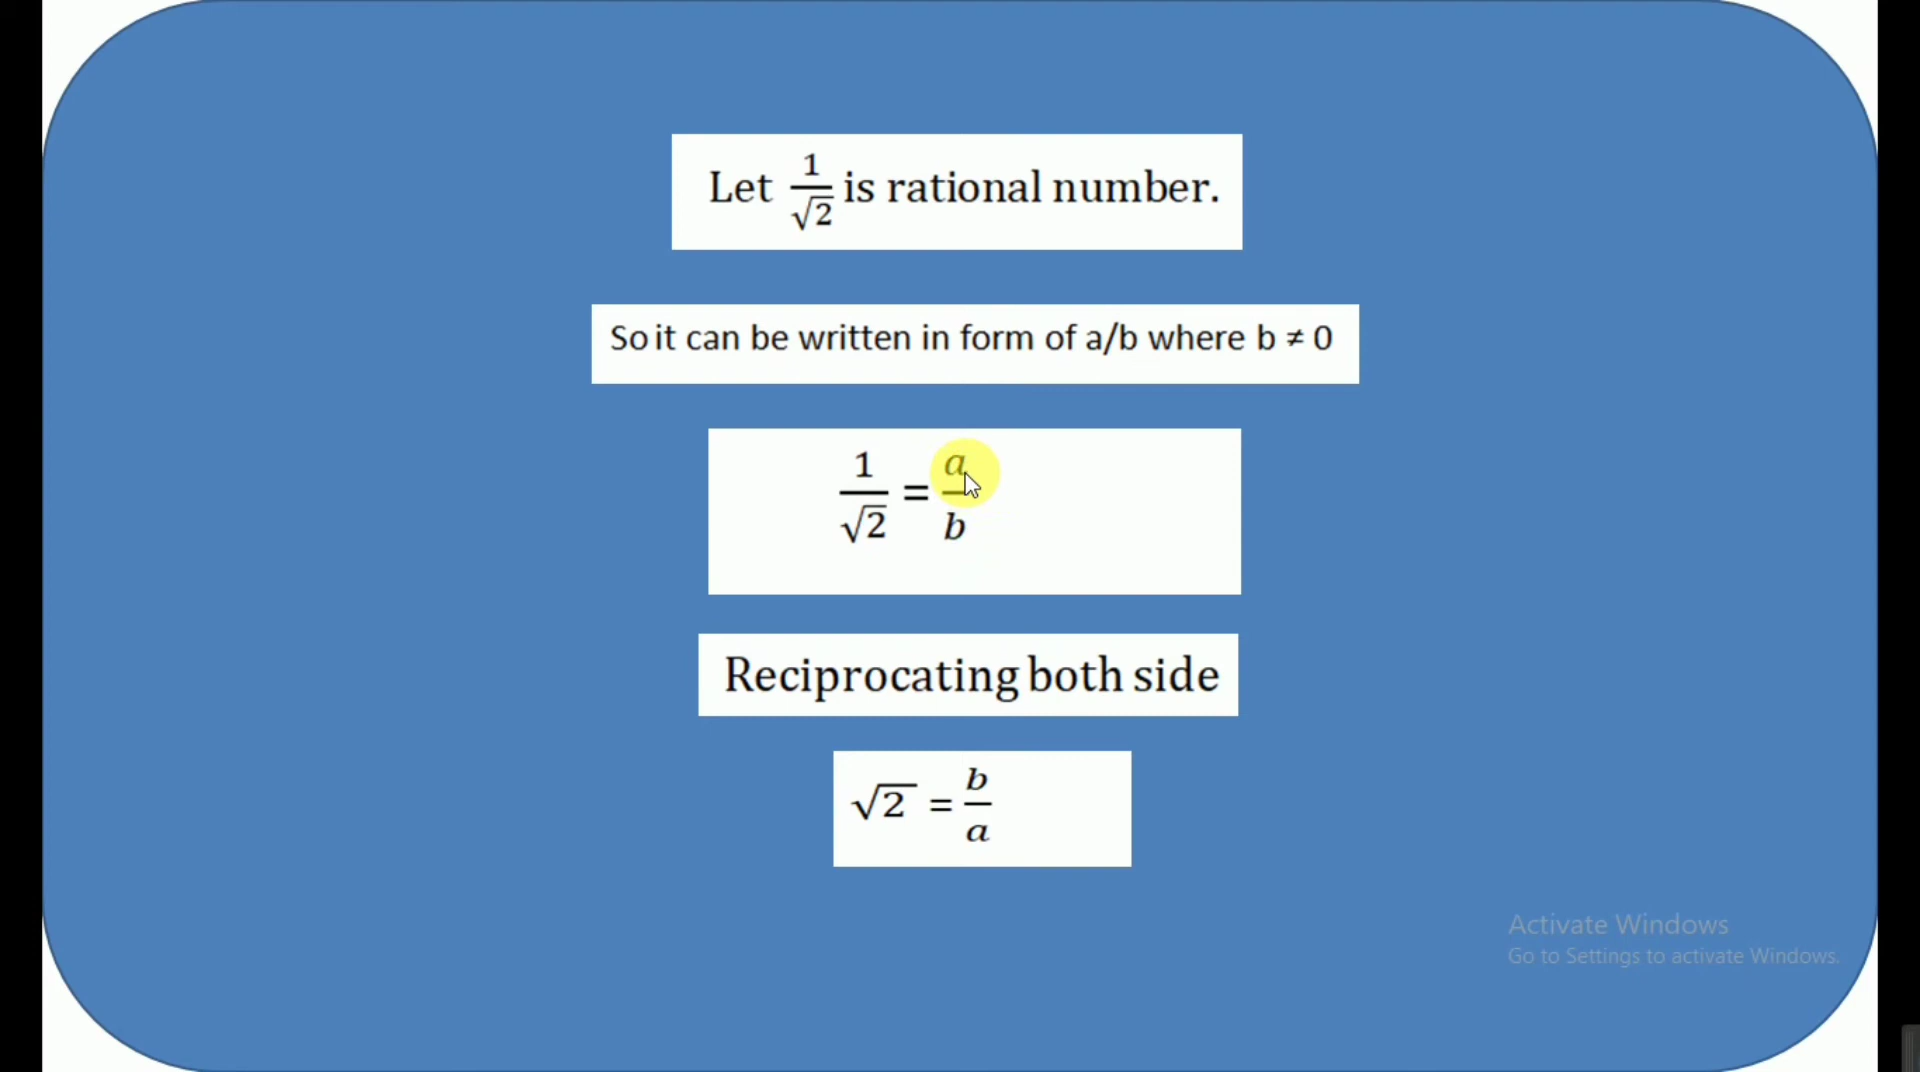 Let 1/√2 is rational number.
So it can be written in form of a/b where b ≠ 0
1/√2 = a/b
Reciprocating both side
√2 = b/a
Activate Windows
Go to Settings to activate Windows.